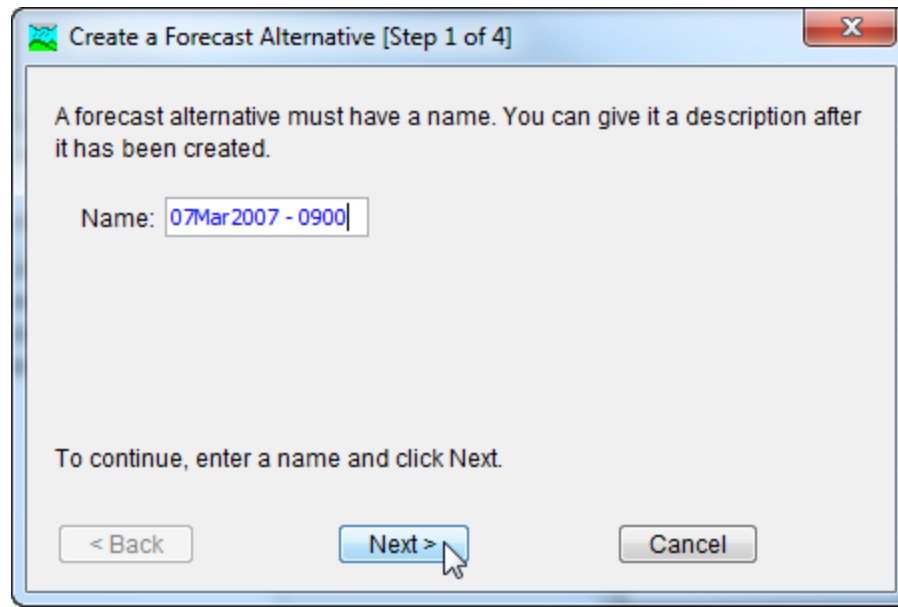 Create a Forecast Alternative [Step 1 of 4]
A forecast alternative must have a name. You can give it a description after
it has been created.
Name: 07Mar2007 - 0900
To continue, enter a name and click Next.
< Back Next > Cancel